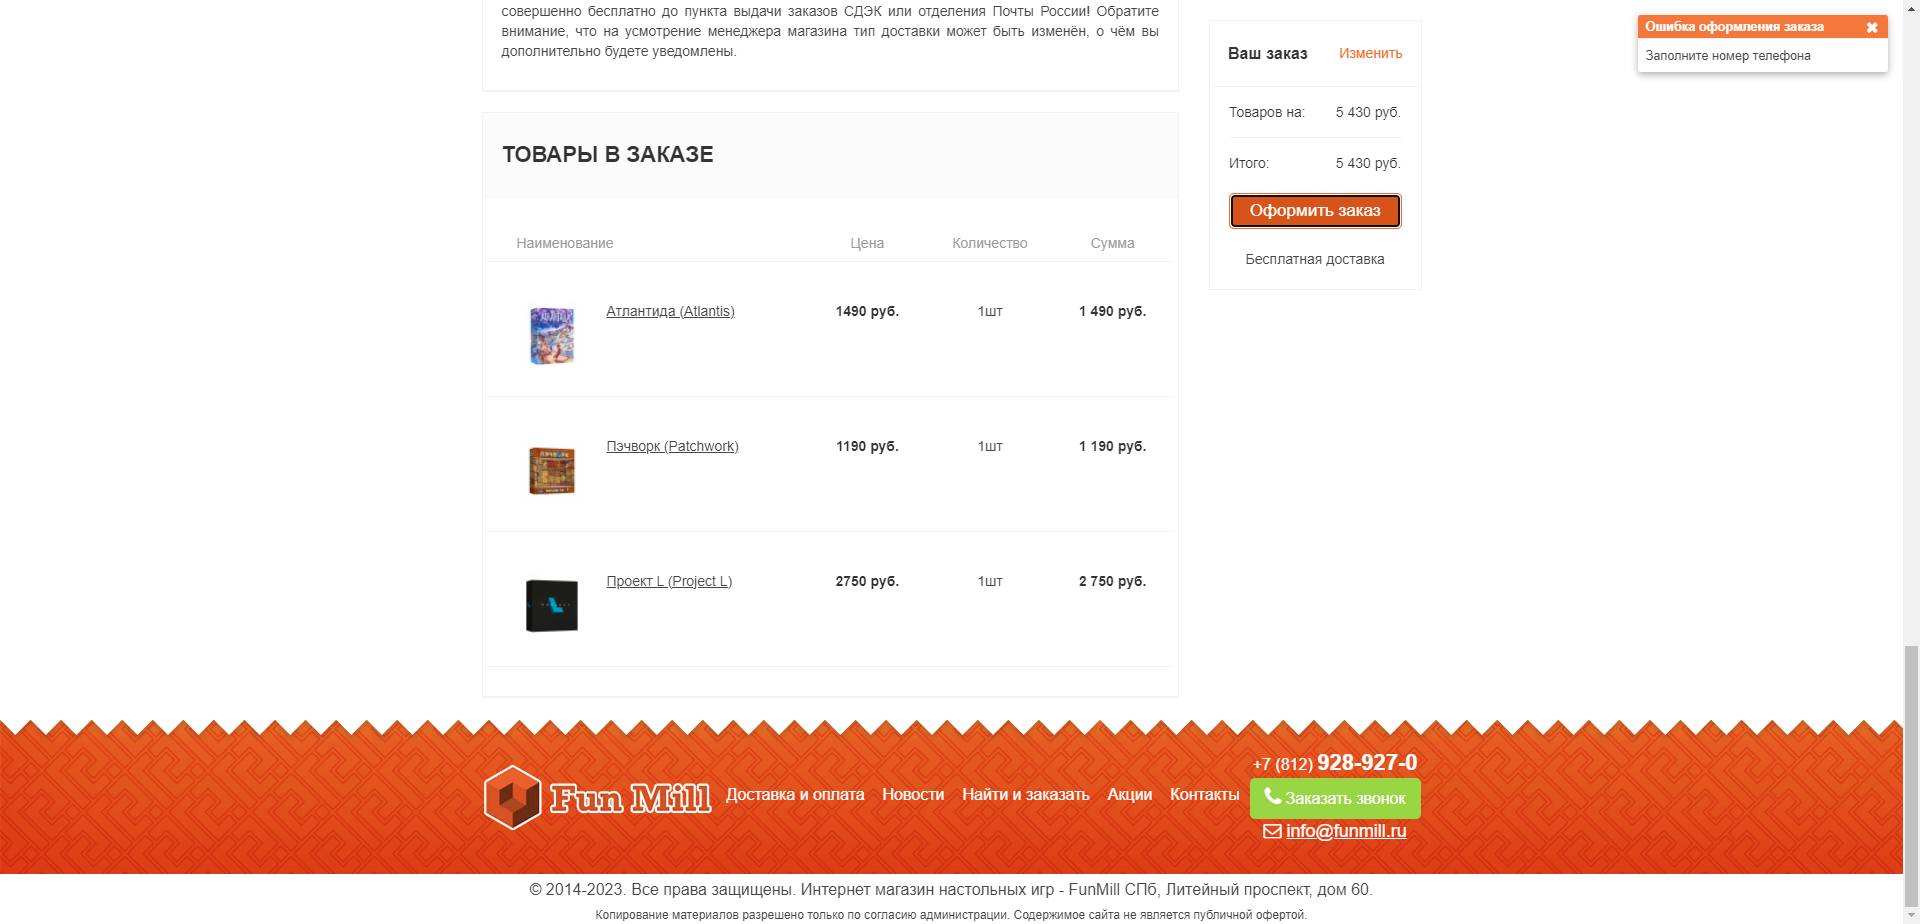 совершенно бесплатно до пункта выдачи заказов СДЭК или отделения Почты России! Обратите
внимание, что на усмотрение менеджера магазина тип доставки может быть изменён, о чём вы
дополнительно будете уведомлены.
Ошибка оформления заказа
Заполните номер телефона
Ваш заказ Изменить
Товаров на: 5 430 руб.
Итого: 5 430 руб.
Оформить заказ
Бесплатная доставка
ТОВАРЫ В ЗАКАЗЕ
Наименование Цена Количество Сумма
Атлантида (Atlantis) 1490 руб. 1шт 1 490 руб.
Пэчворк (Patchwork) 1190 руб. 1шт 1 190 руб.
ПЭЧВОРК
Проект L (Project L) 2750 руб. 1шт 2 750 руб.
Fun Mill
Доставка и оплата Новости Найти и заказать Акции Контакты
+7 (812) 928-927-0
Заказать звонок
info@funmill.ru
© 2014-2023. Все права защищены. Интернет магазин настольных игр - FunMill СПб, Литейный проспект, дом 60.
Копирование материалов разрешено только по согласию администрации. Содержимое сайта не является публичной офертой.